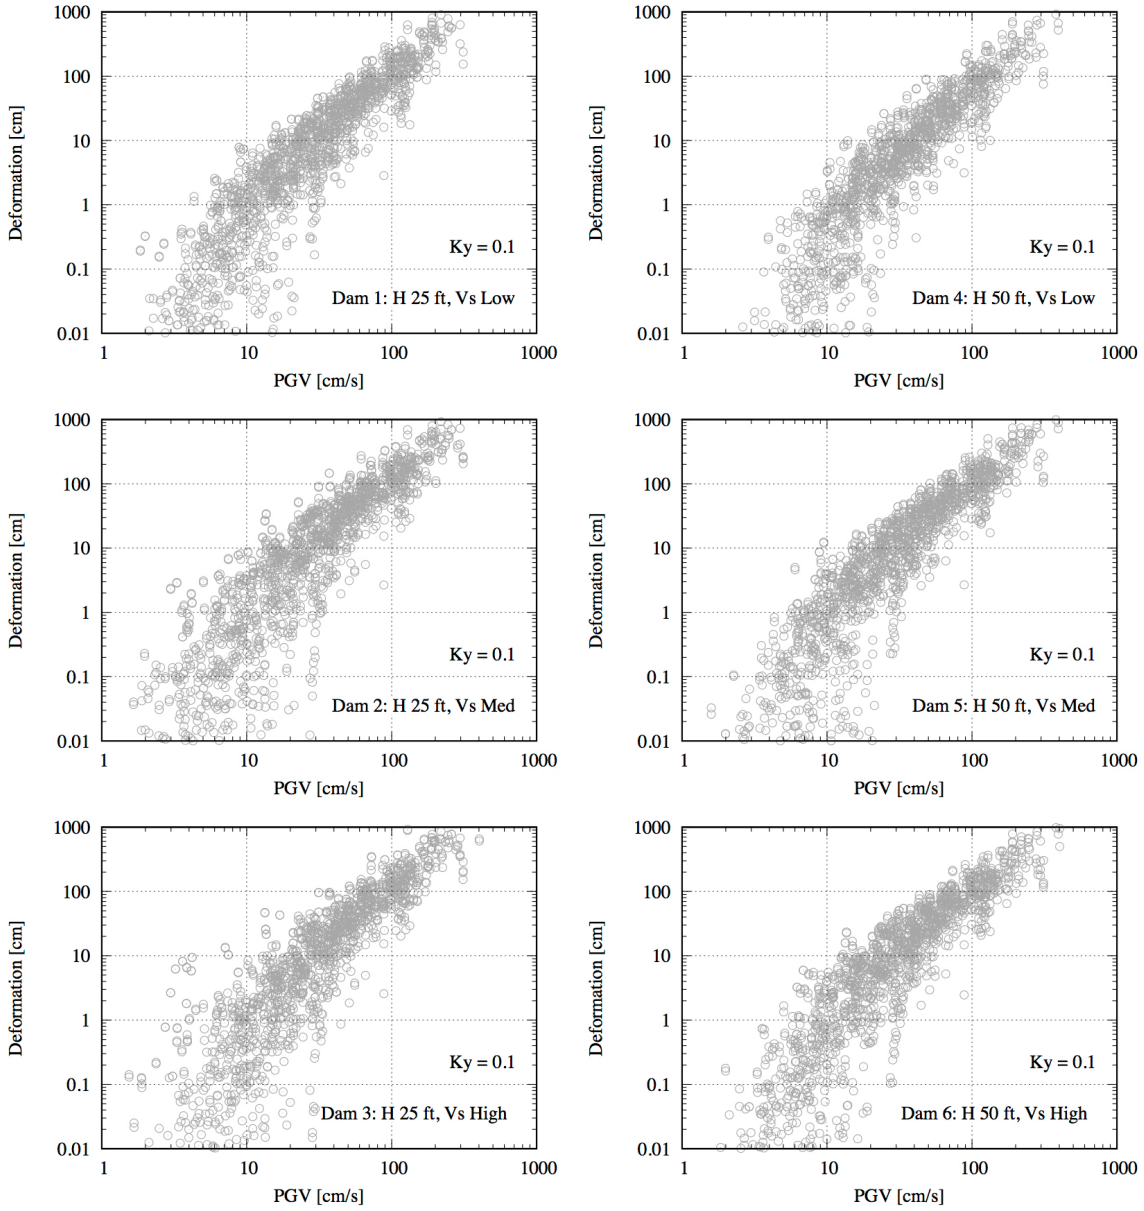 1000
100
10
1
0.1
0.01
Deformation [cm]
Ky = 0.1
Dam 1: H 25 ft, Vs Low
1 10 100 1000
PGV [cm/s]
1000
100
10
1
0.1
0.01
Deformation [cm]
Ky = 0.1
Dam 4: H 50 ft, Vs Low
1 10 100 1000
PGV [cm/s]
1000
100
10
1
0.1
0.01
Deformation [cm]
Ky = 0.1
Dam 2: H 25 ft, Vs Med
1 10 100 1000
PGV [cm/s]
1000
100
10
1
0.1
0.01
Deformation [cm]
Ky = 0.1
Dam 5: H 50 ft, Vs Med
1 10 100 1000
PGV [cm/s]
1000
100
10
1
0.1
0.01
Deformation [cm]
Ky = 0.1
Dam 3: H 25 ft, Vs High
1 10 100 1000
PGV [cm/s]
1000
100
10
1
0.1
0.01
Deformation [cm]
Ky = 0.1
Dam 6: H 50 ft, Vs High
1 10 100 1000
PGV [cm/s]